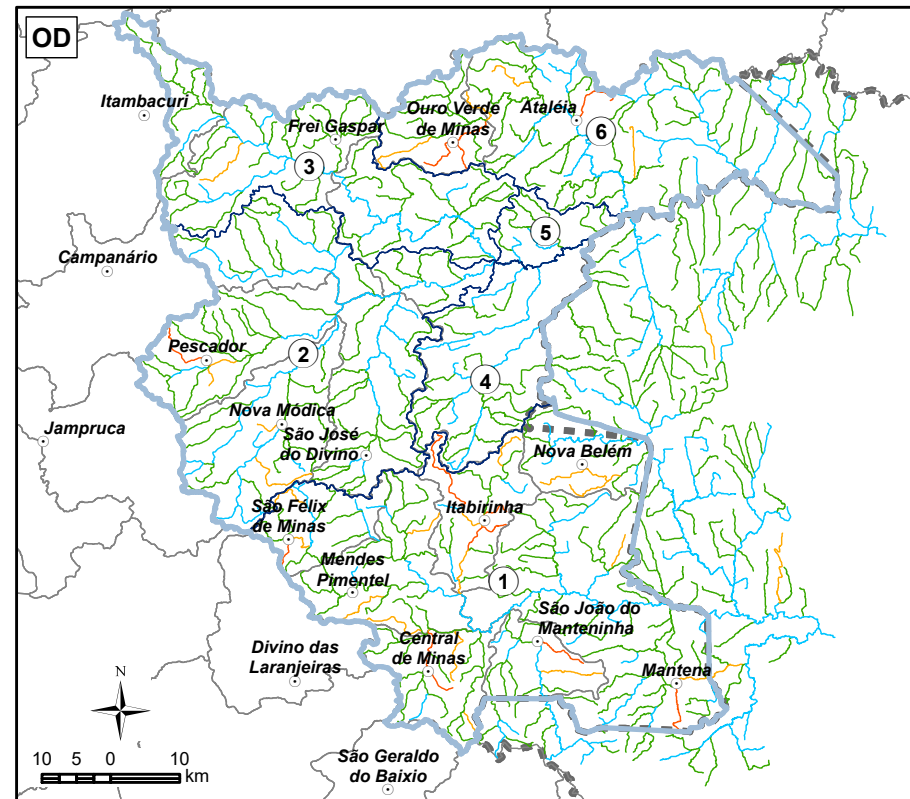 OD
Itambacuri
Frei Gaspar
Ouro Verde
de Minas
Ataléia
6
3
5
Campanário
Pescador
2
4
Nova Módica
São José
do Divino
Jampruca
Nova Belém
São Félix
de Minas
Itabirinha
Mendes
Pimentel
1
São João do
Manteninha
Divino das
Laranjeiras
Central
de Minas
Mantena
N
São Geraldo
do Baixio
10 5 0 10
km